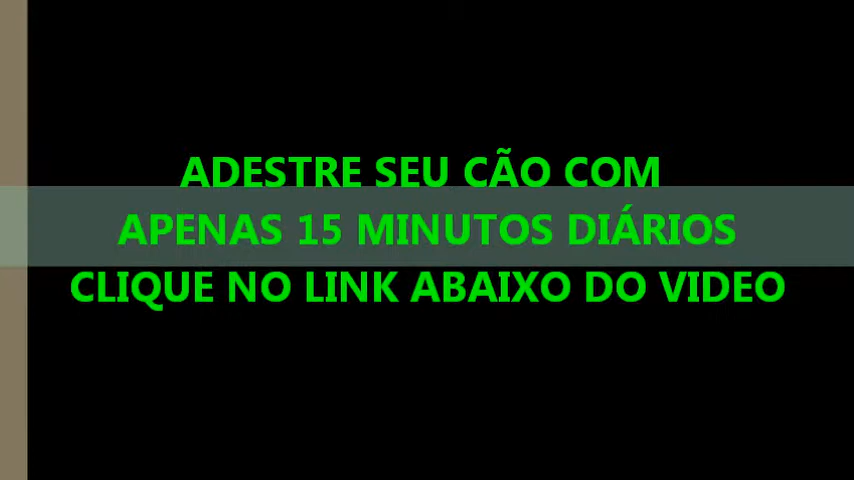 ADESTRE SEU CÃO COM
APENAS 15 MINUTOS DIÁRIOS
CLIQUE NO LINK ABAIXO DO VIDEO